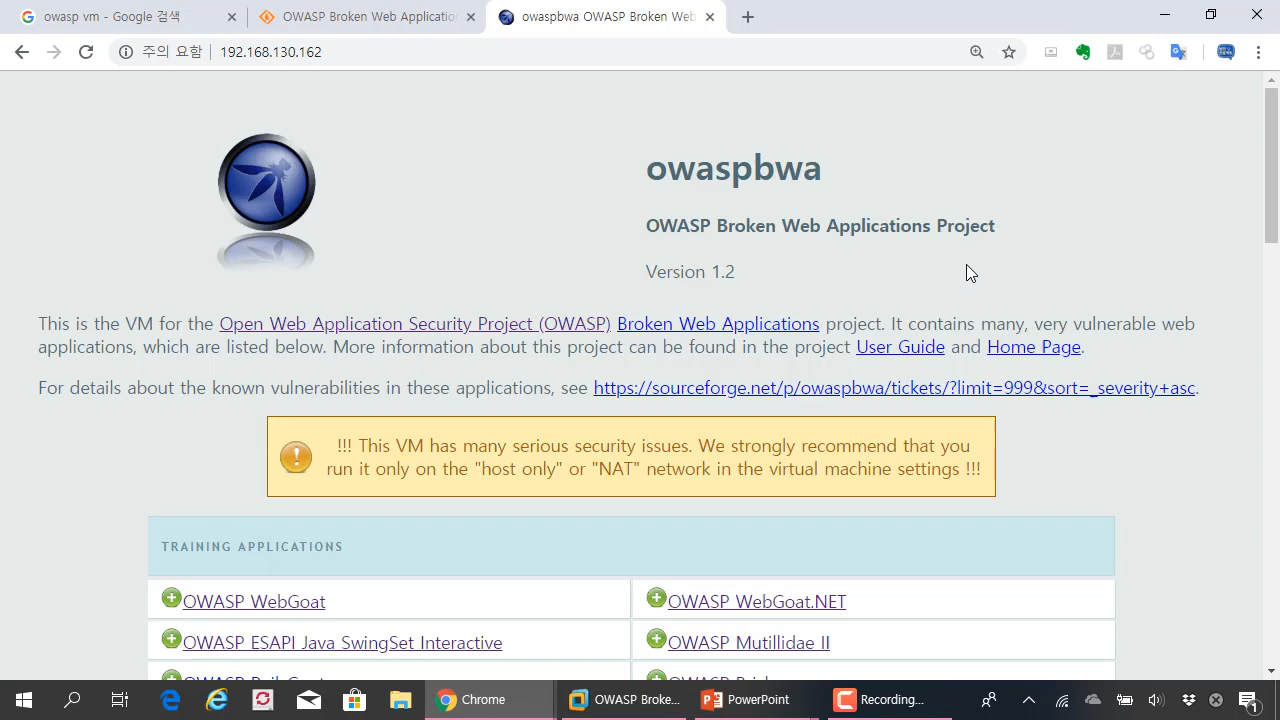 owasp vm - Google 검색
OWASP Broken Web Applicatio
owaspbwa OWASP Broken Web
주의 요함
192.168.130.162
owaspbwa
OWASP Broken Web Applications Project
Version 1.2
This is the VM for the Open Web Application Security Project (OWASP) Broken Web Applications project. It contains many, very vulnerable web
applications, which are listed below. More information about this project can be found in the project User Guide and Home Page.
For details about the known vulnerabilities in these applications, see https://sourceforge.net/p/owaspbwa/tickets/?limit=999&sort=_severity+asc.
!!! This VM has many serious security issues. We strongly recommend that you
run it only on the "host only" or "NAT" network in the virtual machine settings !!!
TRAINING APPLICATIONS
OWASP WebGoat
OWASP WebGoat.NET
OWASP ESAPI Java SwingSet Interactive
OWASP Mutillidae II
Chrome
OWASP Broke...
PowerPoint
Recording...
1